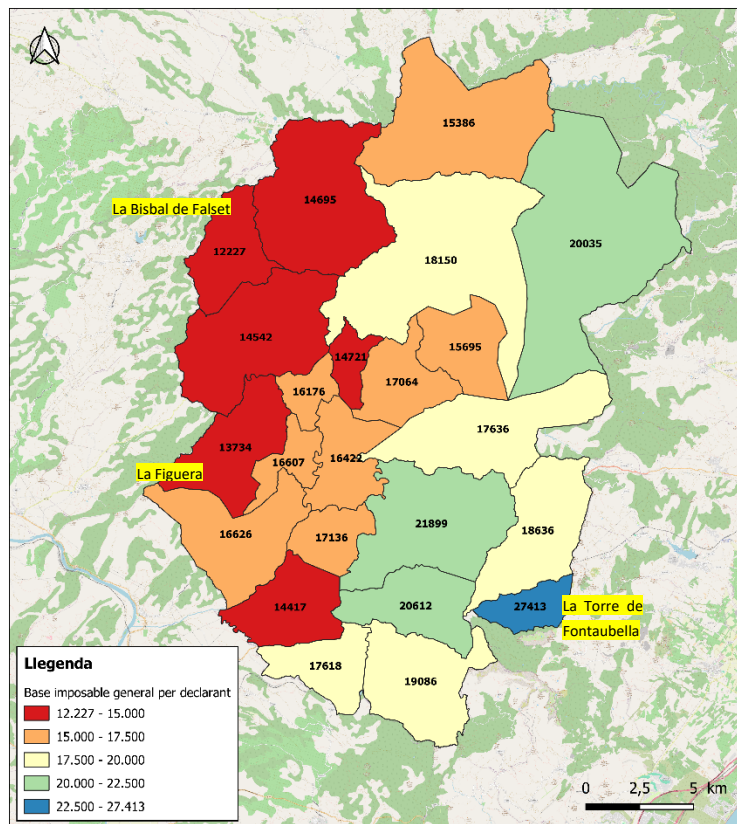 15386
La Bisbal de Falset
14695
12227
20035
18150
14542
14721
15695
17064
16176
17636
13734
16422
La Figuera
16607
21899
18636
16626
17136
14417
20612
27413
La Torre de
Fontaubella
17618
19086
Llegenda
Base imposable general per declarant
12.227 - 15.000
15.000 - 17.500
17.500 - 20.000
20.000 - 22.500
22.500 - 27.413
0 2,5 5 km